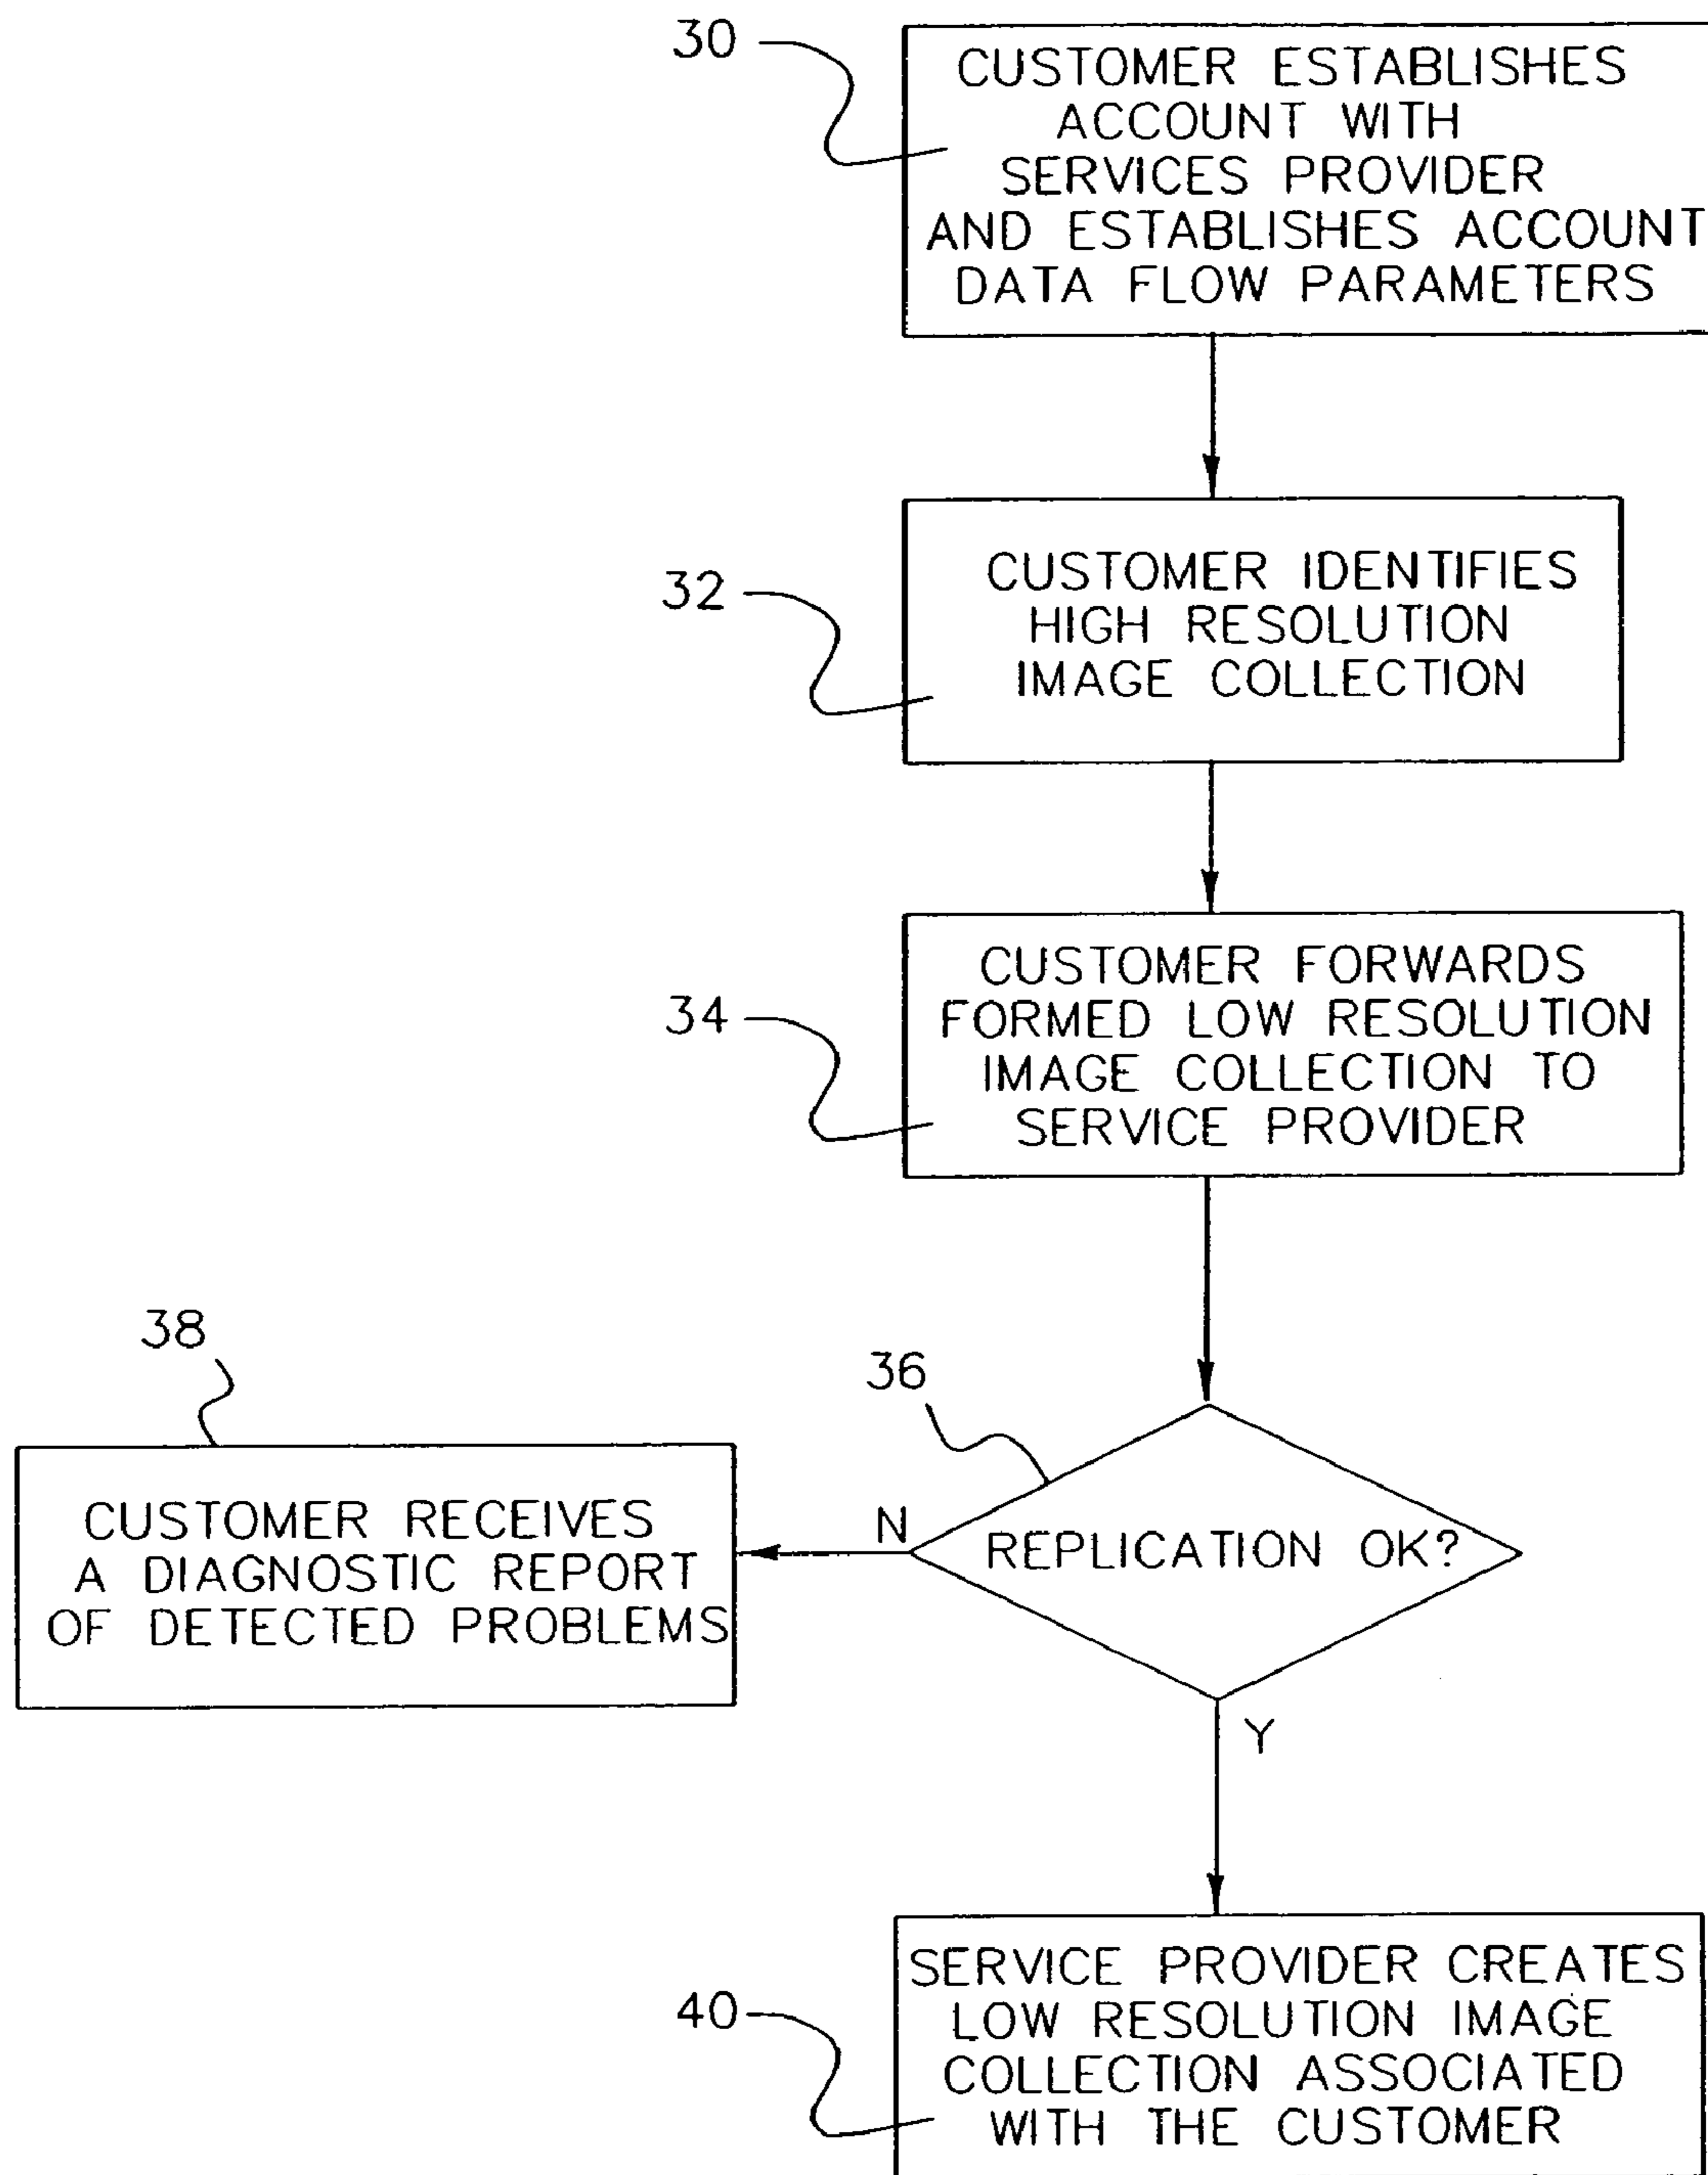 30
CUSTOMER ESTABLISHES
ACCOUNT WITH
SERVICES PROVIDER
AND ESTABLISHES ACCOUNT
DATA FLOW PARAMETERS
32
CUSTOMER IDENTIFIES
HIGH RESOLUTION
IMAGE COLLECTION
34
CUSTOMER FORWARDS
FORMED LOW RESOLUTION
IMAGE COLLECTION TO
SERVICE PROVIDER
36
REPLICATION OK?
N
38
CUSTOMER RECEIVES
A DIAGNOSTIC REPORT
OF DETECTED PROBLEMS
Y
40
SERVICE PROVIDER CREATES
LOW RESOLUTION IMAGE
COLLECTION ASSOCIATED
WITH THE CUSTOMER